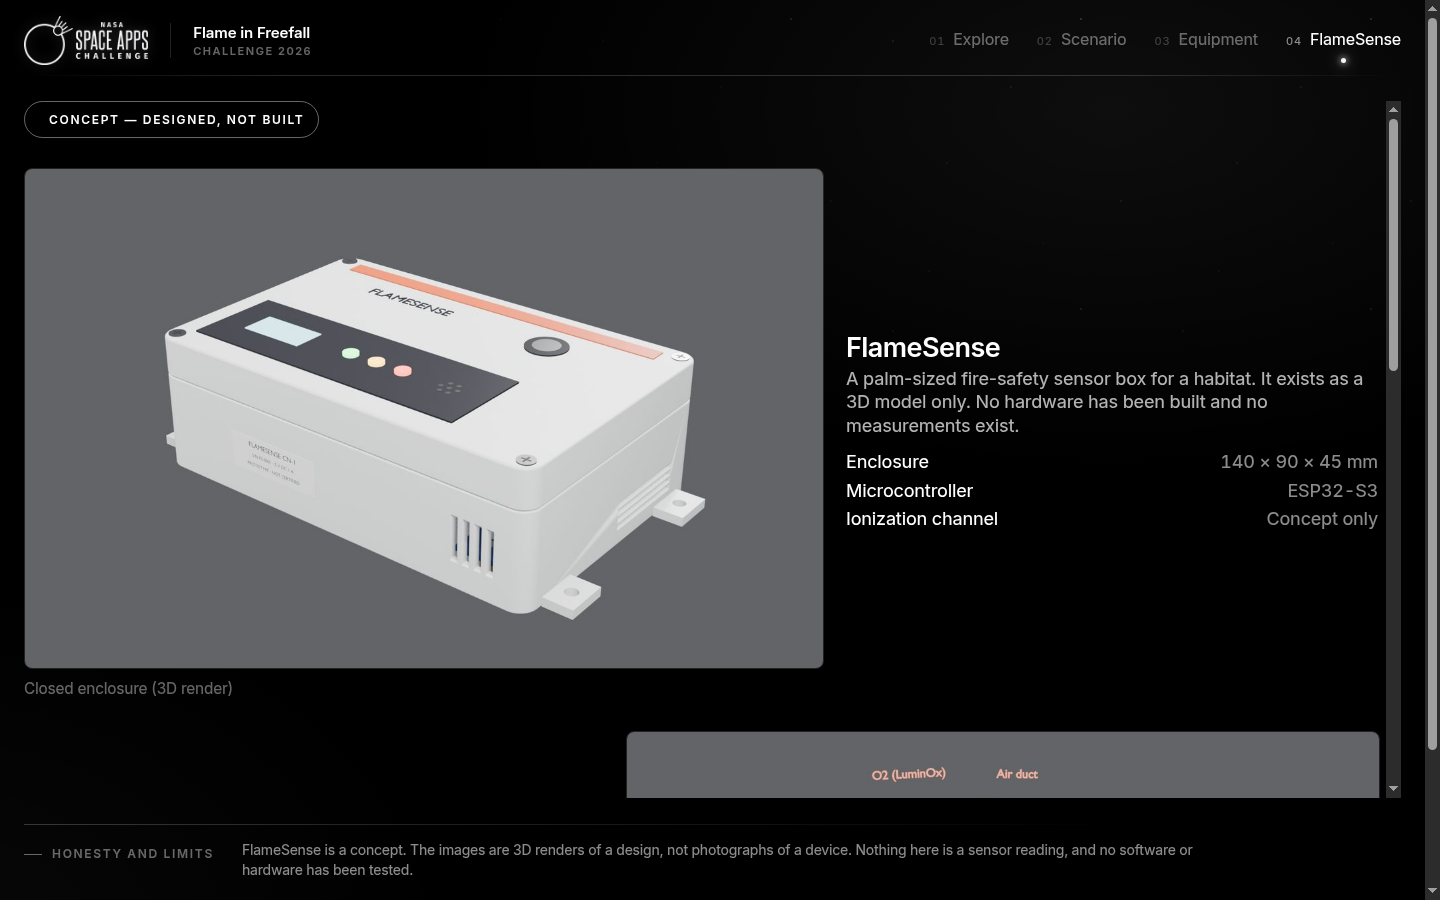 NASA
SPACE APPS
CHALLENGE
Flame in Freefall
CHALLENGE 2026
01 Explore
02 Scenario
03 Equipment
04 FlameSense
CONCEPT — DESIGNED, NOT BUILT
FLAMESENSE
FLAMESENSE CN-1
FlameSense
A palm-sized fire-safety sensor box for a habitat. It exists as a
3D model only. No hardware has been built and no
measurements exist.
Enclosure 140 × 90 × 45 mm
Microcontroller ESP32-S3
Ionization channel Concept only
Closed enclosure (3D render)
O2 (LuminOx) Air duct
HONESTY AND LIMITS
FlameSense is a concept. The images are 3D renders of a design, not photographs of a device. Nothing here is a sensor reading, and no software or
hardware has been tested.